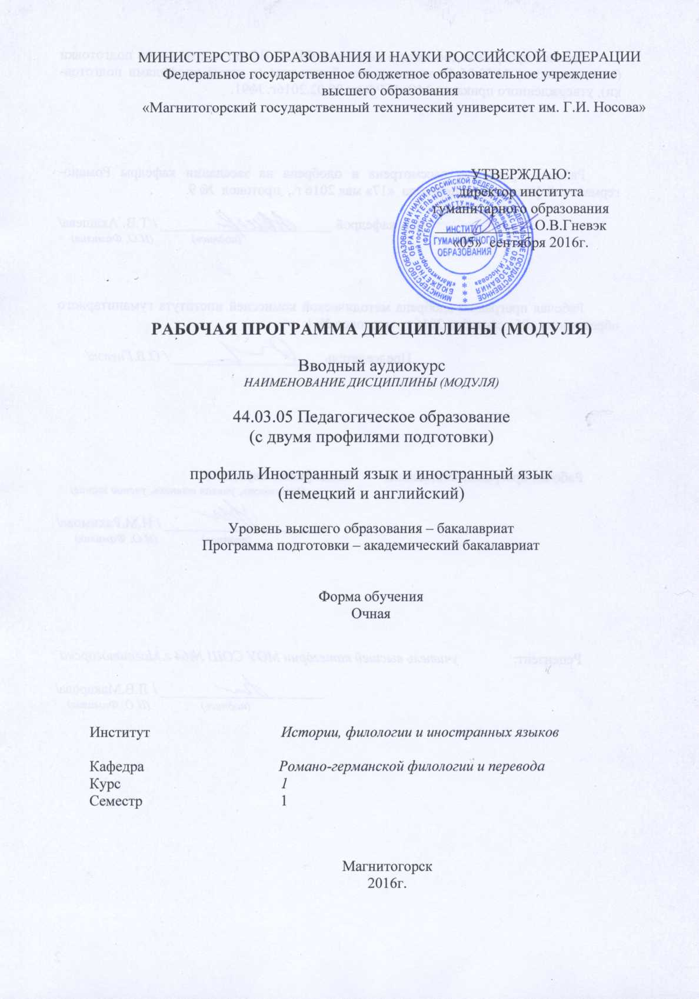 МИНИСТЕРСТВО ОБРАЗОВАНИЯ И НАУКИ РОССИЙСКОЙ ФЕДЕРАЦИИ
Федеральное государственное бюджетное образовательное учреждение
высшего образования
«Магнитогорский государственный технический университет им. Г.И. Носова»
УТВЕРЖДАЮ:
директор института
гуманитарного образования
О.В.Гневэк
«05» сентября 2016г.
ИНСТИТУТ
ГУМАНИТАРНОГО
ОБРАЗОВАНИЯ
РАБОЧАЯ ПРОГРАММА ДИСЦИПЛИНЫ (МОДУЛЯ)
Вводный аудиокурс
НАИМЕНОВАНИЕ ДИСЦИПЛИНЫ (МОДУЛЯ)
44.03.05 Педагогическое образование
(с двумя профилями подготовки)
профиль Иностранный язык и иностранный язык
(немецкий и английский)
Уровень высшего образования – бакалавриат
Программа подготовки – академический бакалавриат
Форма обучения
Очная
Институт Истории, филологии и иностранных языков
Кафедра Романо-германской филологии и перевода
Курс 1
Семестр 1
Магнитогорск
2016г.